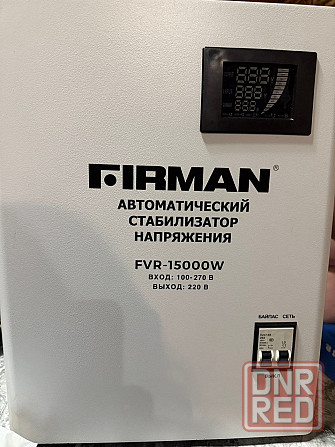 FIRMAN®
АВТОМАТИЧЕСКИЙ
СТАБИЛИЗАТОР
НАПРЯЖЕНИЯ
FVR-15000W
ВХОД: 100-270 В
ВЫХОД: 220 В
БАЙПАС СЕТЬ
DNR
RED